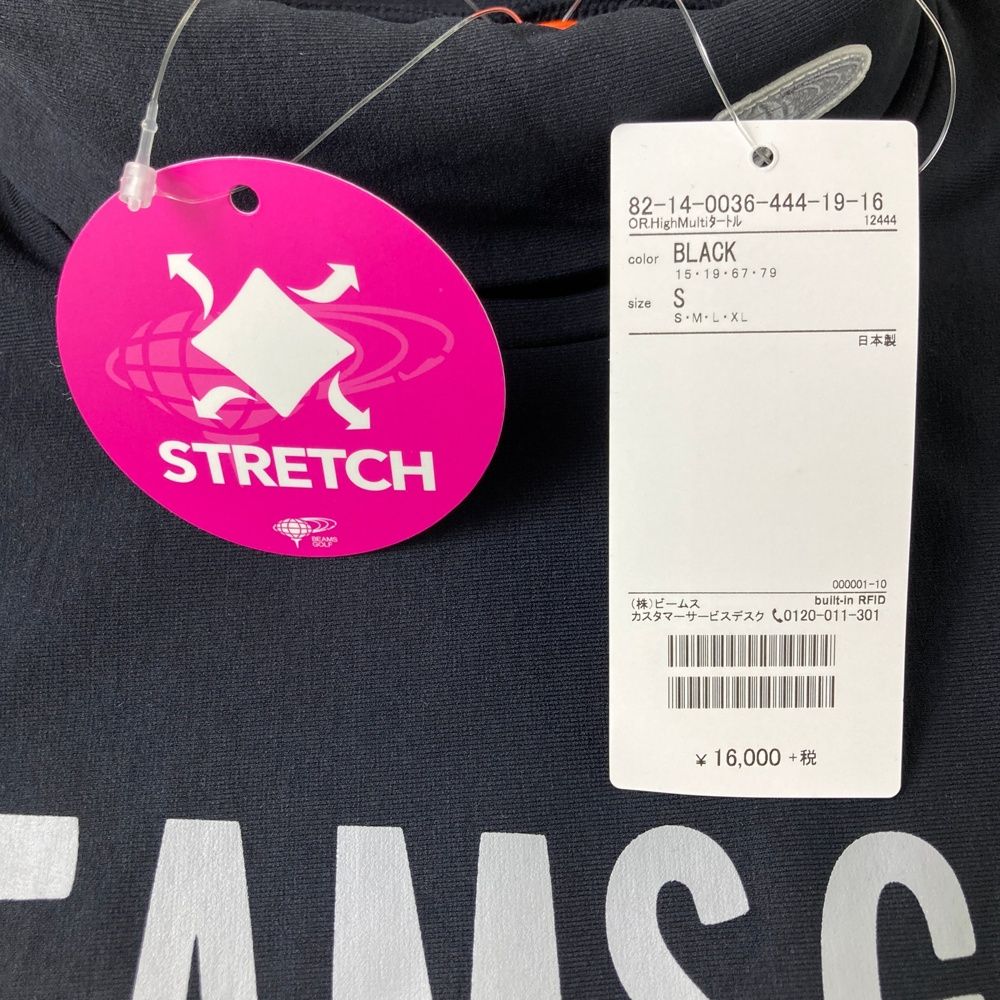 STRETCH
BEAMS
GOLF
82-14-0036-444-19-16
OR.HighMultiタートル 12444
color BLACK
15・19・67・79
size S
S・M・L・XL
日本製
000001-10
(株)ビームス built-in RFID
カスタマーサービスデスク 0120-011-301
¥ 16,000 +税
EAMS G